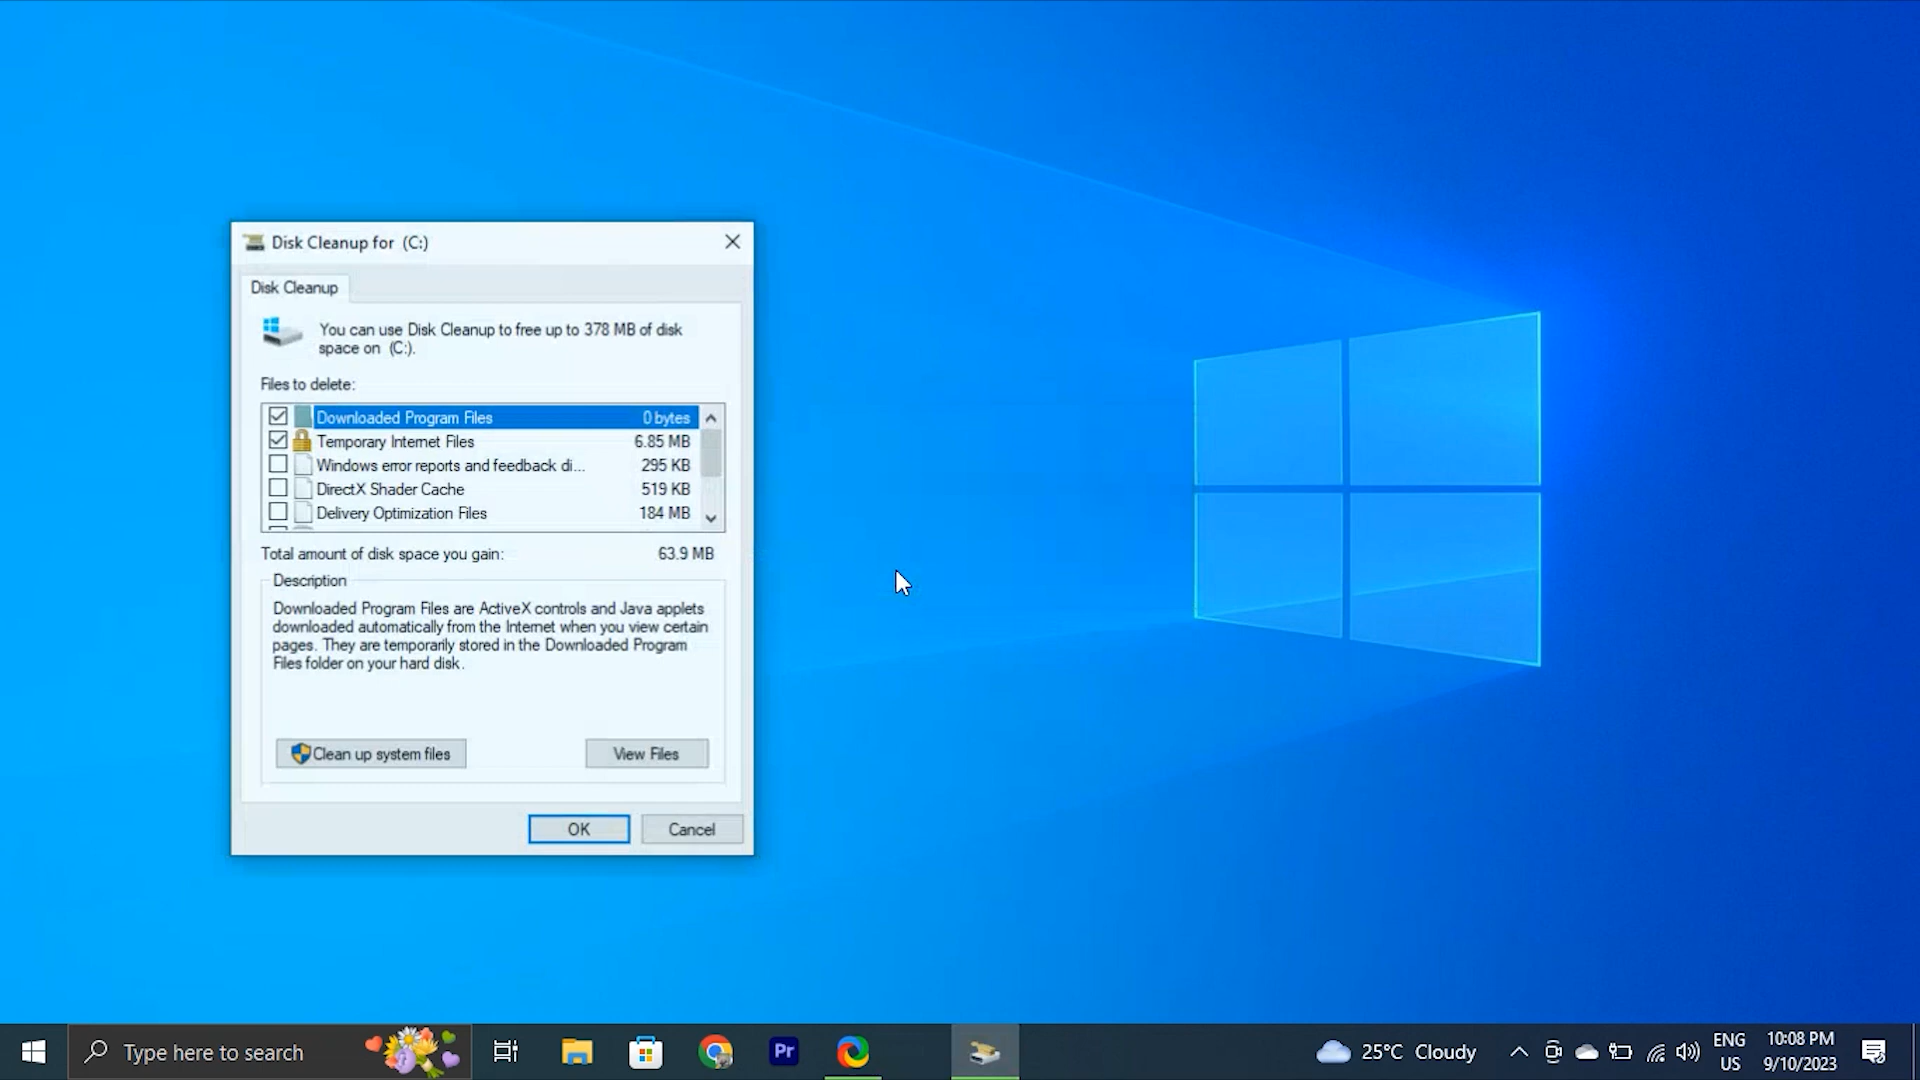 Disk Cleanup for (C:)
Disk Cleanup
You can use Disk Cleanup to free up to 378 MB of disk
space on (C:).
Files to delete:
Downloaded Program Files 0 bytes
Temporary Internet Files 6.85 MB
Windows error reports and feedback di... 295 KB
DirectX Shader Cache 519 KB
Delivery Optimization Files 184 MB
Total amount of disk space you gain: 63.9 MB
Description
Downloaded Program Files are ActiveX controls and Java applets
downloaded automatically from the Internet when you view certain
pages. They are temporarily stored in the Downloaded Program
Files folder on your hard disk.
Clean up system files View Files
OK Cancel
Type here to search
Pr
25°C Cloudy
ENG
US
10:08 PM
9/10/2023